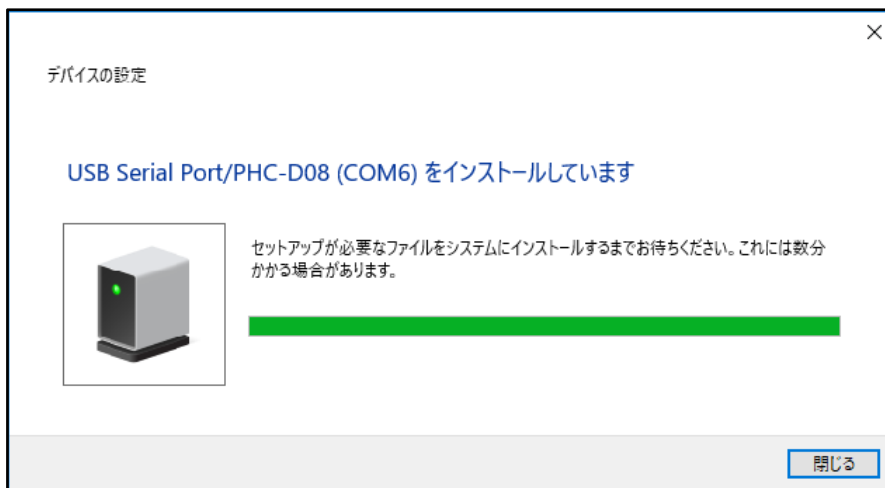 デバイスの設定
USB Serial Port/PHC-D08 (COM6) をインストールしています
セットアップが必要なファイルをシステムにインストールするまでお待ちください。これには数分
かかる場合があります。
閉じる